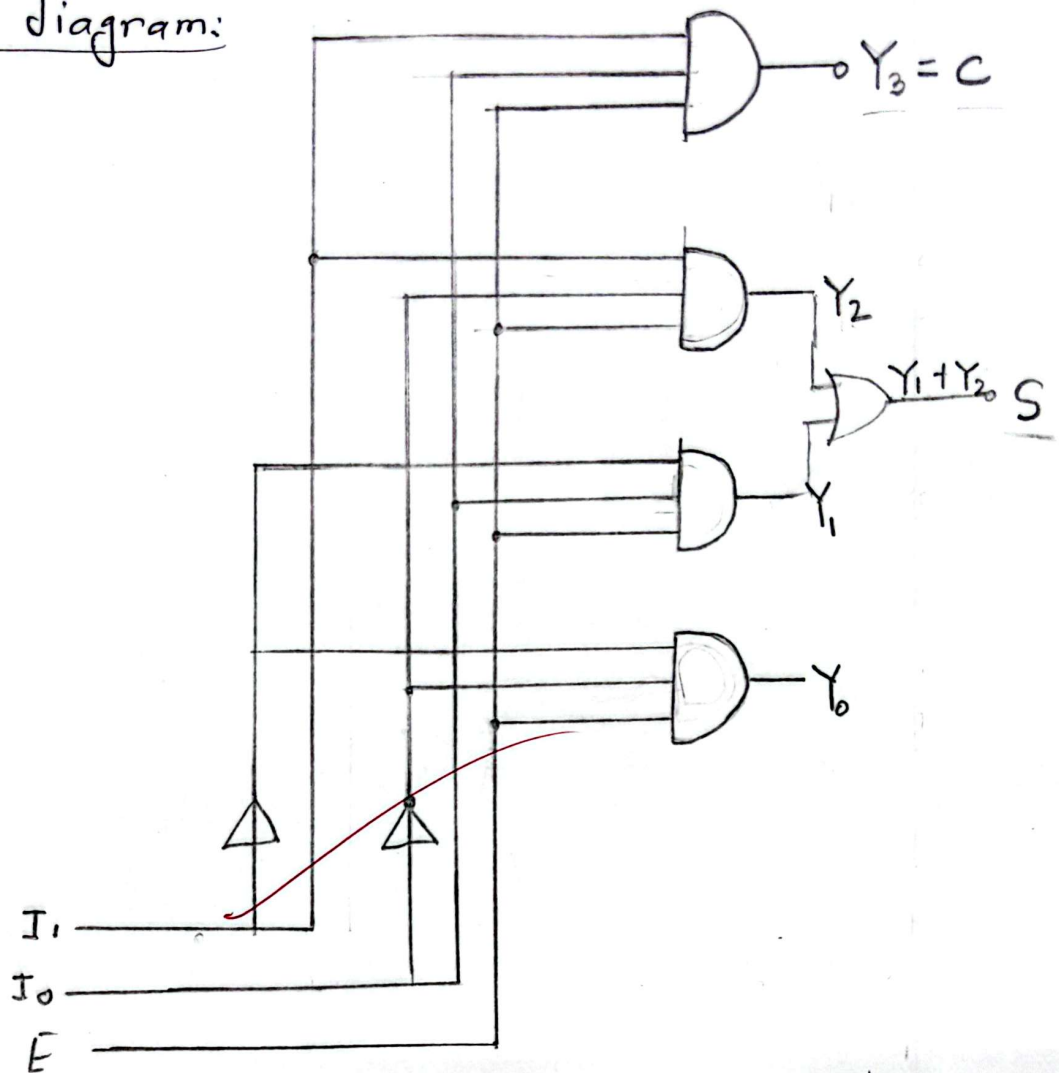 diagram:
Y₃ = C
Y₂
Y₁ + Y₂ S
Y₁
Y₀
I₁
I₀
E